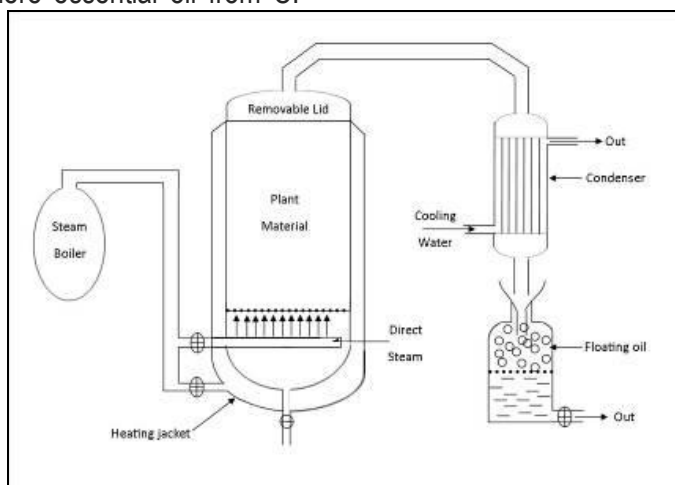 Removable Lid
Out
Condenser
Plant
Material
Cooling
Water
Steam
Boiler
Direct
Steam
Floating oil
Heating jacket
Out